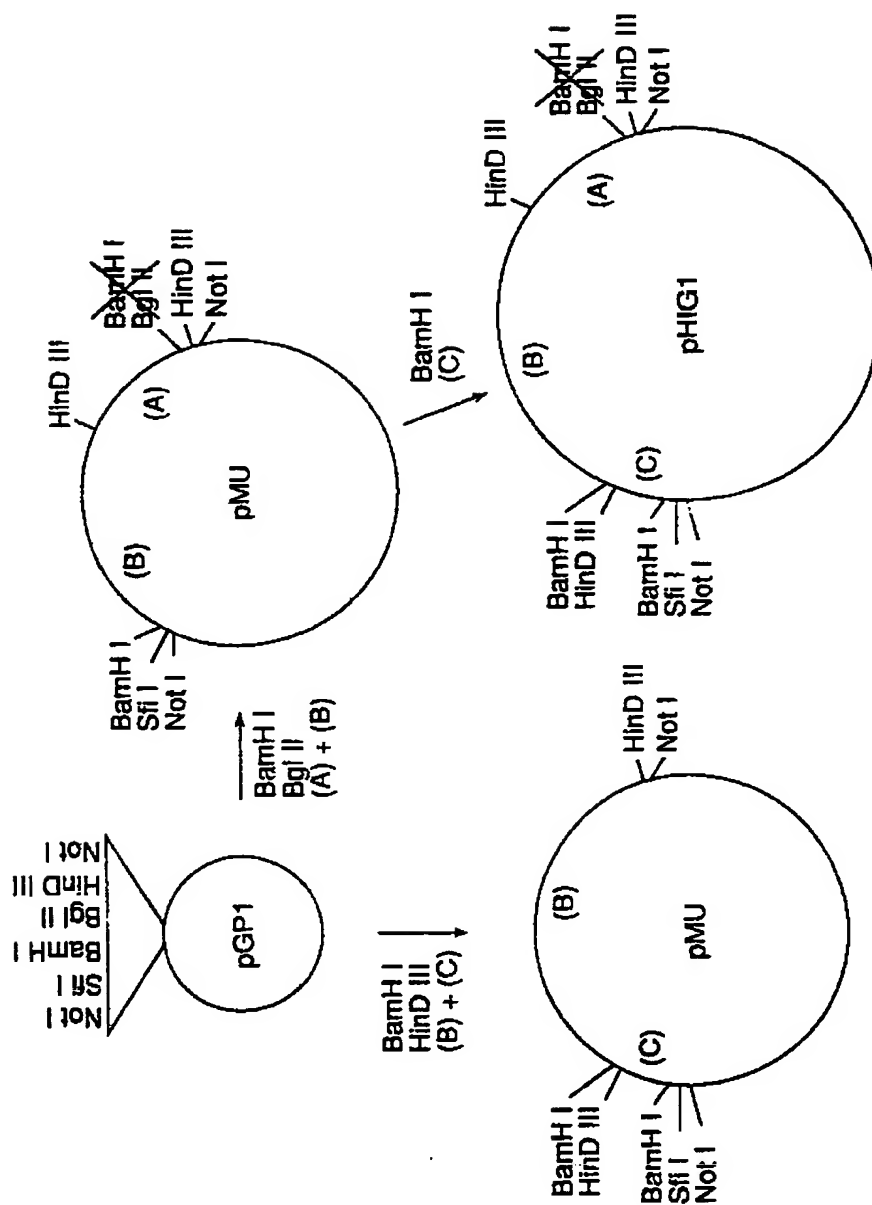 Not I
Sfi I
BamH I
Bgl II
HinD III
Not I
pGP1
BamH I
Bgl II
(A) + (B)
BamH I
Sfi I
Not I
(B)
pMU
(A)
HinD III
BamH I
Bgl II
HinD III
Not I
BamH I
HinD III
(B) + (C)
BamH I
(C)
BamH I
HinD III
BamH I
Sfi I
Not I
(C)
(B)
pMU
HinD III
Not I
BamH I
HinD III
BamH I
Sfi I
Not I
(C)
(B)
pHIG1
(A)
HinD III
BamH I
Bgl II
HinD III
Not I